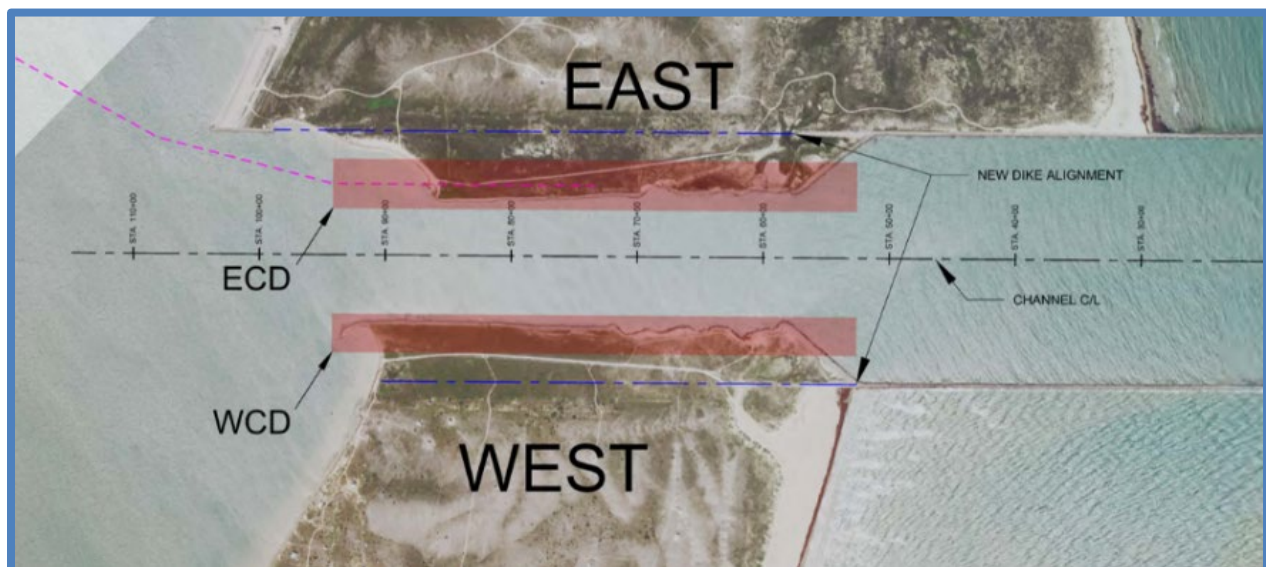 EAST
NEW DIKE ALIGNMENT
STA. 110+00
STA. 100+00
STA. 90+00
STA. 80+00
STA. 70+00
STA. 60+00
STA. 50+00
STA. 40+00
STA. 30+00
ECD
CHANNEL C/L
WCD
WEST